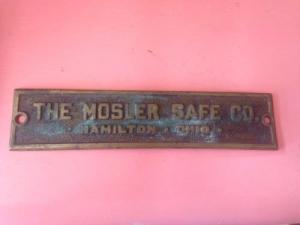 THE MOSLER SAFE CO.
HAMILTON, OHIO.